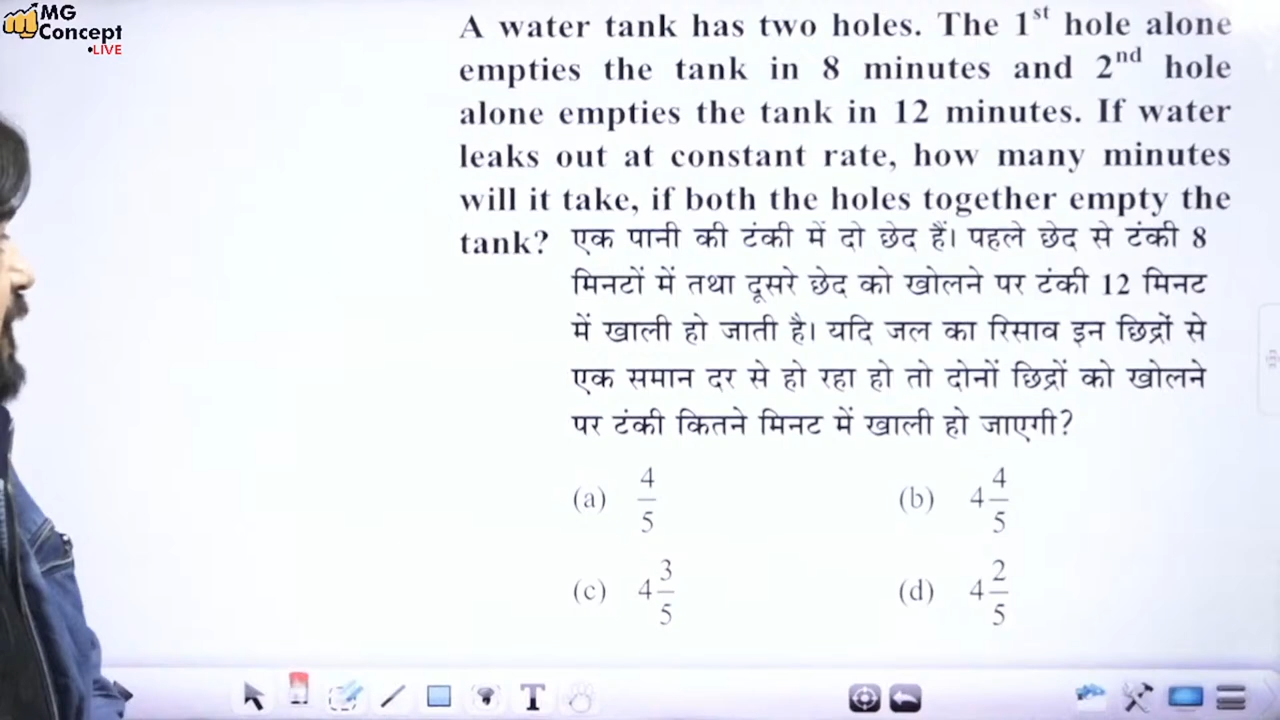 MG
Concept
•LIVE
A water tank has two holes. The 1st hole alone
empties the tank in 8 minutes and 2nd hole
alone empties the tank in 12 minutes. If water
leaks out at constant rate, how many minutes
will it take, if both the holes together empty the
tank? एक पानी की टंकी में दो छेद हैं। पहले छेद से टंकी 8
मिनटों में तथा दूसरे छेद को खोलने पर टंकी 12 मिनट
में खाली हो जाती है। यदि जल का रिसाव इन छिद्रों से
एक समान दर से हो रहा हो तो दोनों छिद्रों को खोलने
पर टंकी कितने मिनट में खाली हो जाएगी?
(a) 4/5 (b) 4 4/5
(c) 4 3/5 (d) 4 2/5
T